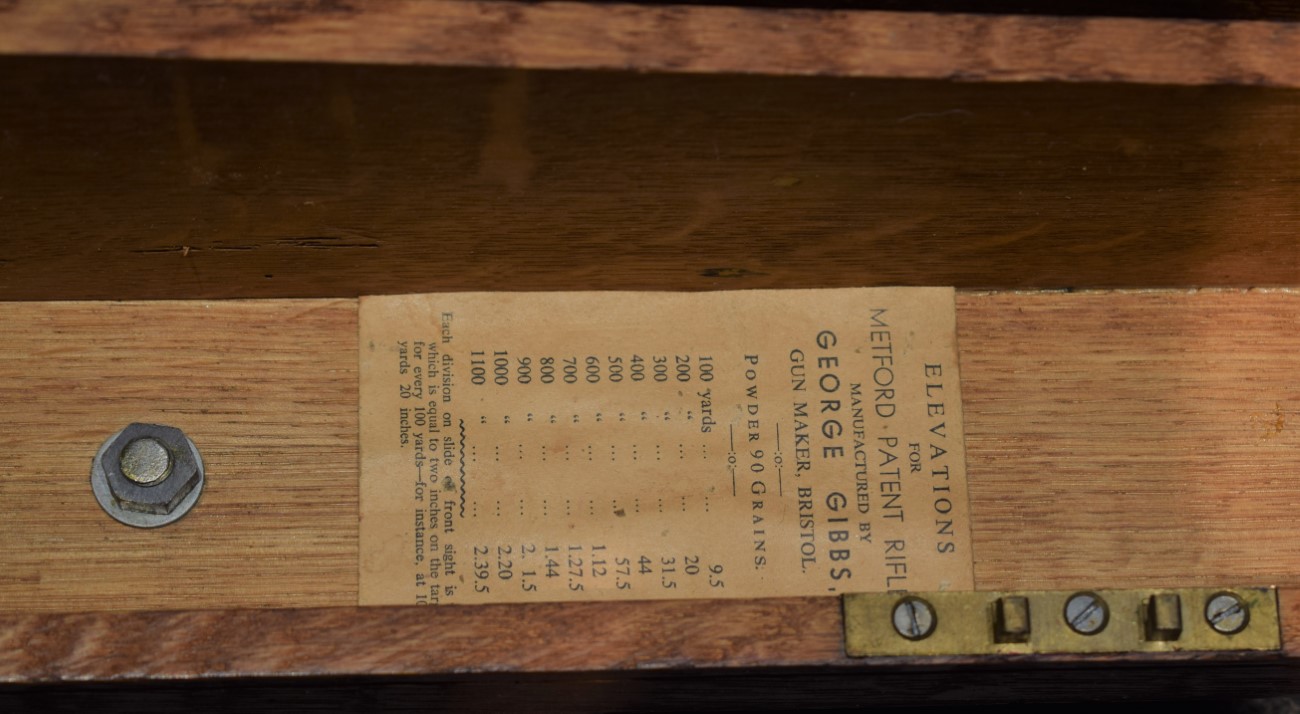 ELEVATIONS
FOR
METFORD PATENT RIFL
MANUFACTURED BY
GEORGE GIBBS,
GUN MAKER, BRISTOL.
—:o:—
POWDER 90 GRAINS.
—:o:—
100 yards ... ... 9.5
200 " ... ... 20
300 " ... ... 31.5
400 " ... ... 44
500 " ... ... 57.5
600 " ... ... 1.12
700 " ... ... 1.27.5
800 " ... ... 1.44
900 " ... ... 2. 1.5
1000 " ... ... 2.20
1100 " ... ... 2.39.5
Each division on slide of front sight is
which is equal to two inches on the tar
for every 100 yards—for instance, at 10
yards 20 inches.